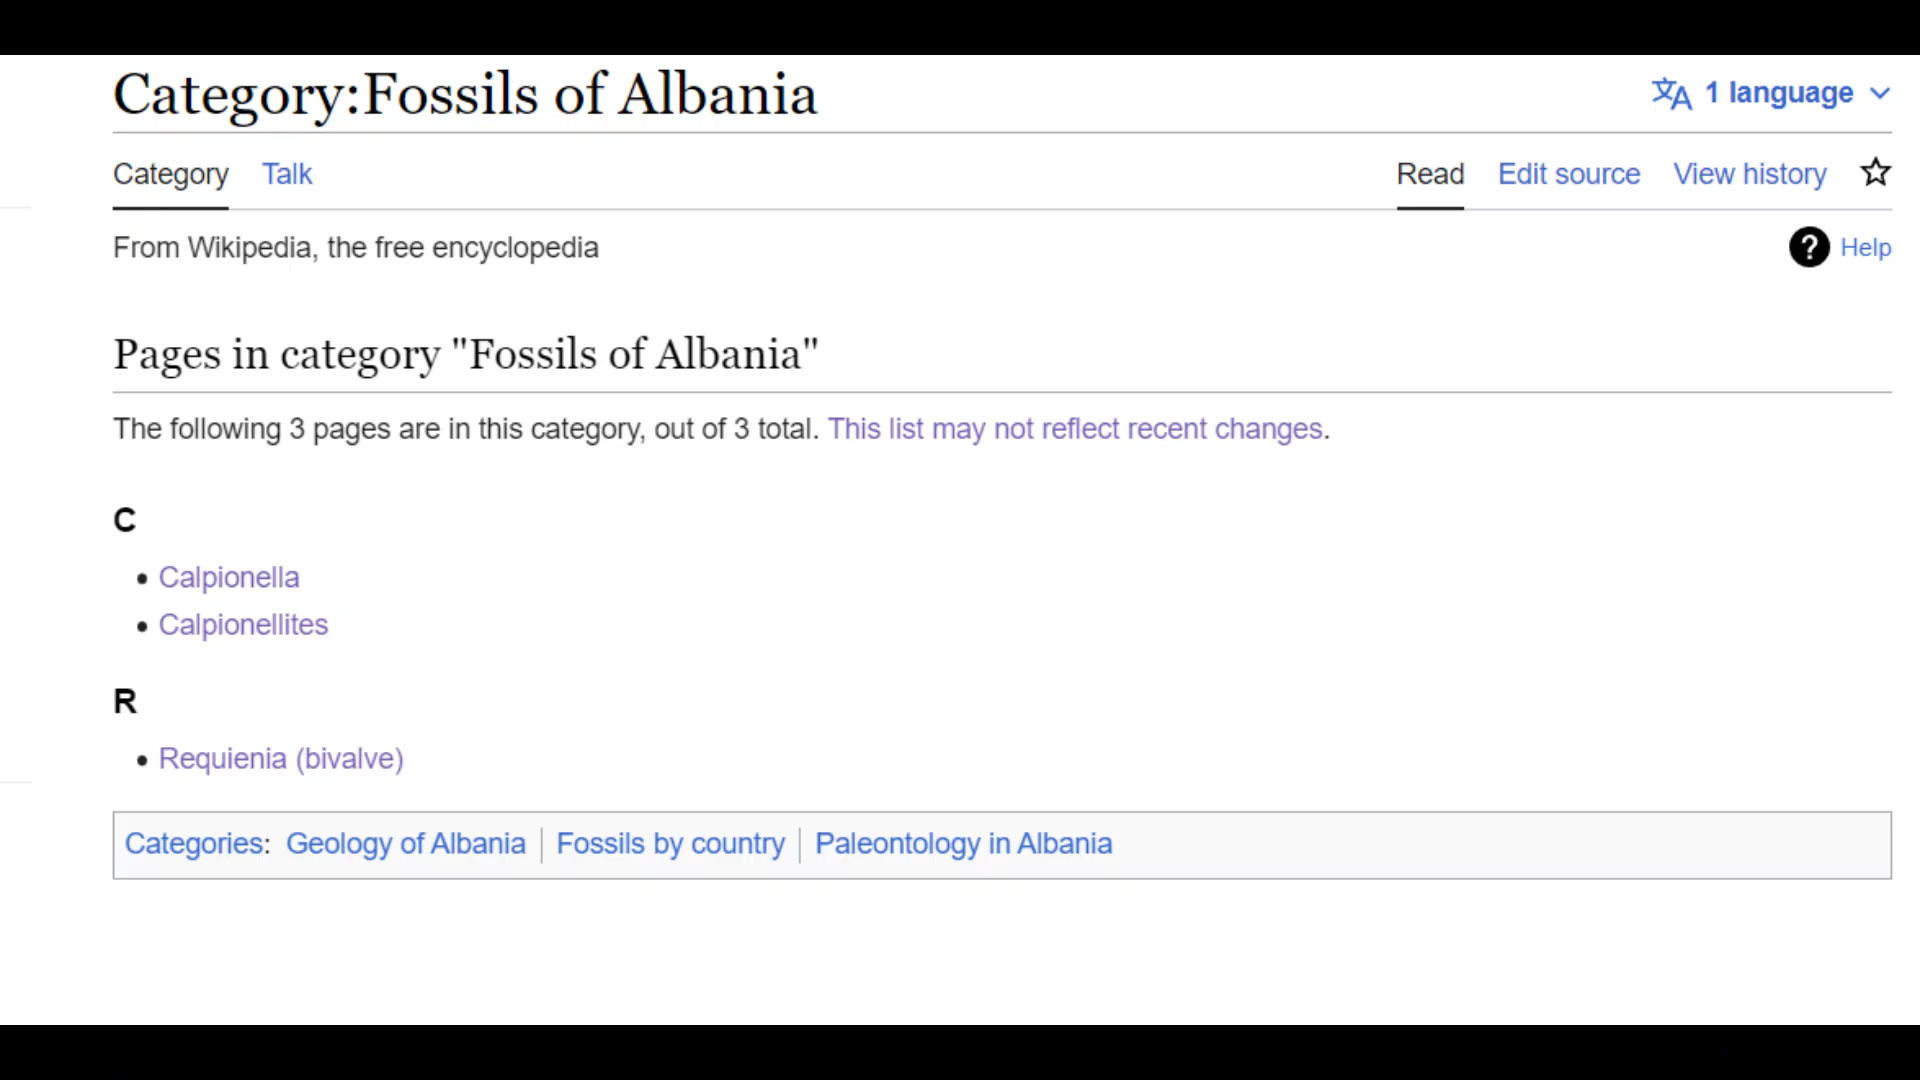 Category:Fossils of Albania
1 language
Category Talk
Read Edit source View history
From Wikipedia, the free encyclopedia
? Help
Pages in category "Fossils of Albania"
The following 3 pages are in this category, out of 3 total. This list may not reflect recent changes.
C
• Calpionella
• Calpionellites
R
• Requienia (bivalve)
Categories: Geology of Albania | Fossils by country | Paleontology in Albania